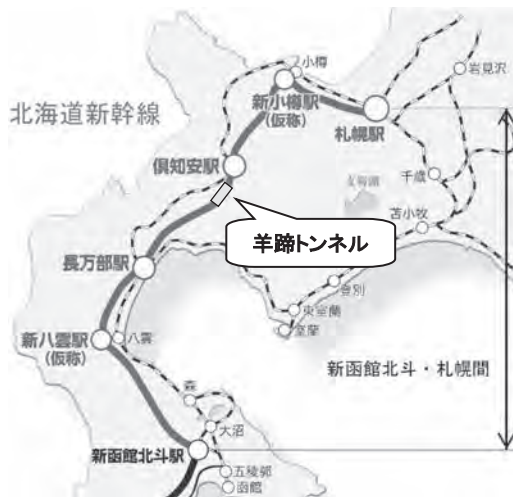 小樽
岩見沢
新小樽駅
(仮称)
札幌駅
北海道新幹線
倶知安駅
千歳
支笏湖
苫小牧
羊蹄トンネル
長万部駅
登別
東室蘭
室蘭
新八雲駅
(仮称)
八雲
新函館北斗・札幌間
森
大沼
新函館北斗駅
五稜郭
函館